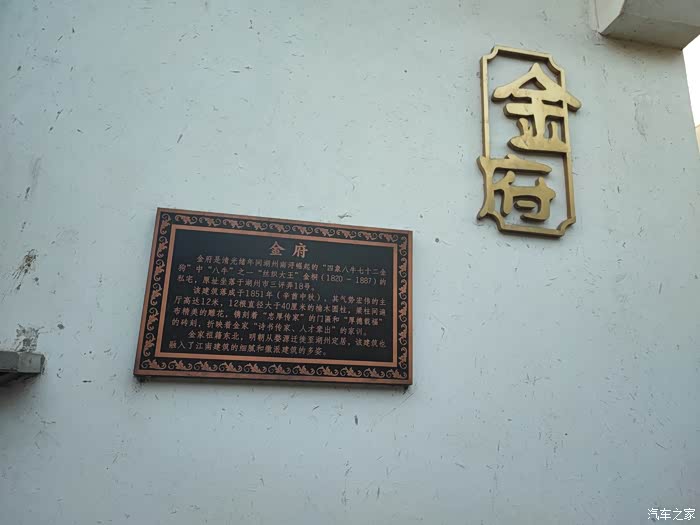 金府
金府
金府是清光绪年间湖州南浔崛起的“四象八牛七十二金
狗”中“八牛”之一“丝织大王”金桐(1820-1887)的
私宅，原址坐落于湖州市三评弄18号。
该建筑落成于1851年(辛酉中秋)，其气势宏伟的主
厅高达12米，12根直径大于40厘米的楠木圆柱，梁柱间遍
布精美的雕花，镌刻着“忠厚传家”的门匾和“厚德载福”
的砖刻，折映着金家“诗书传家、人才辈出”的家训。
金家祖籍东北，明朝从婺源迁徙至湖州定居，该建筑也
融入了江南建筑的细腻和徽派建筑的多姿。
汽车之家